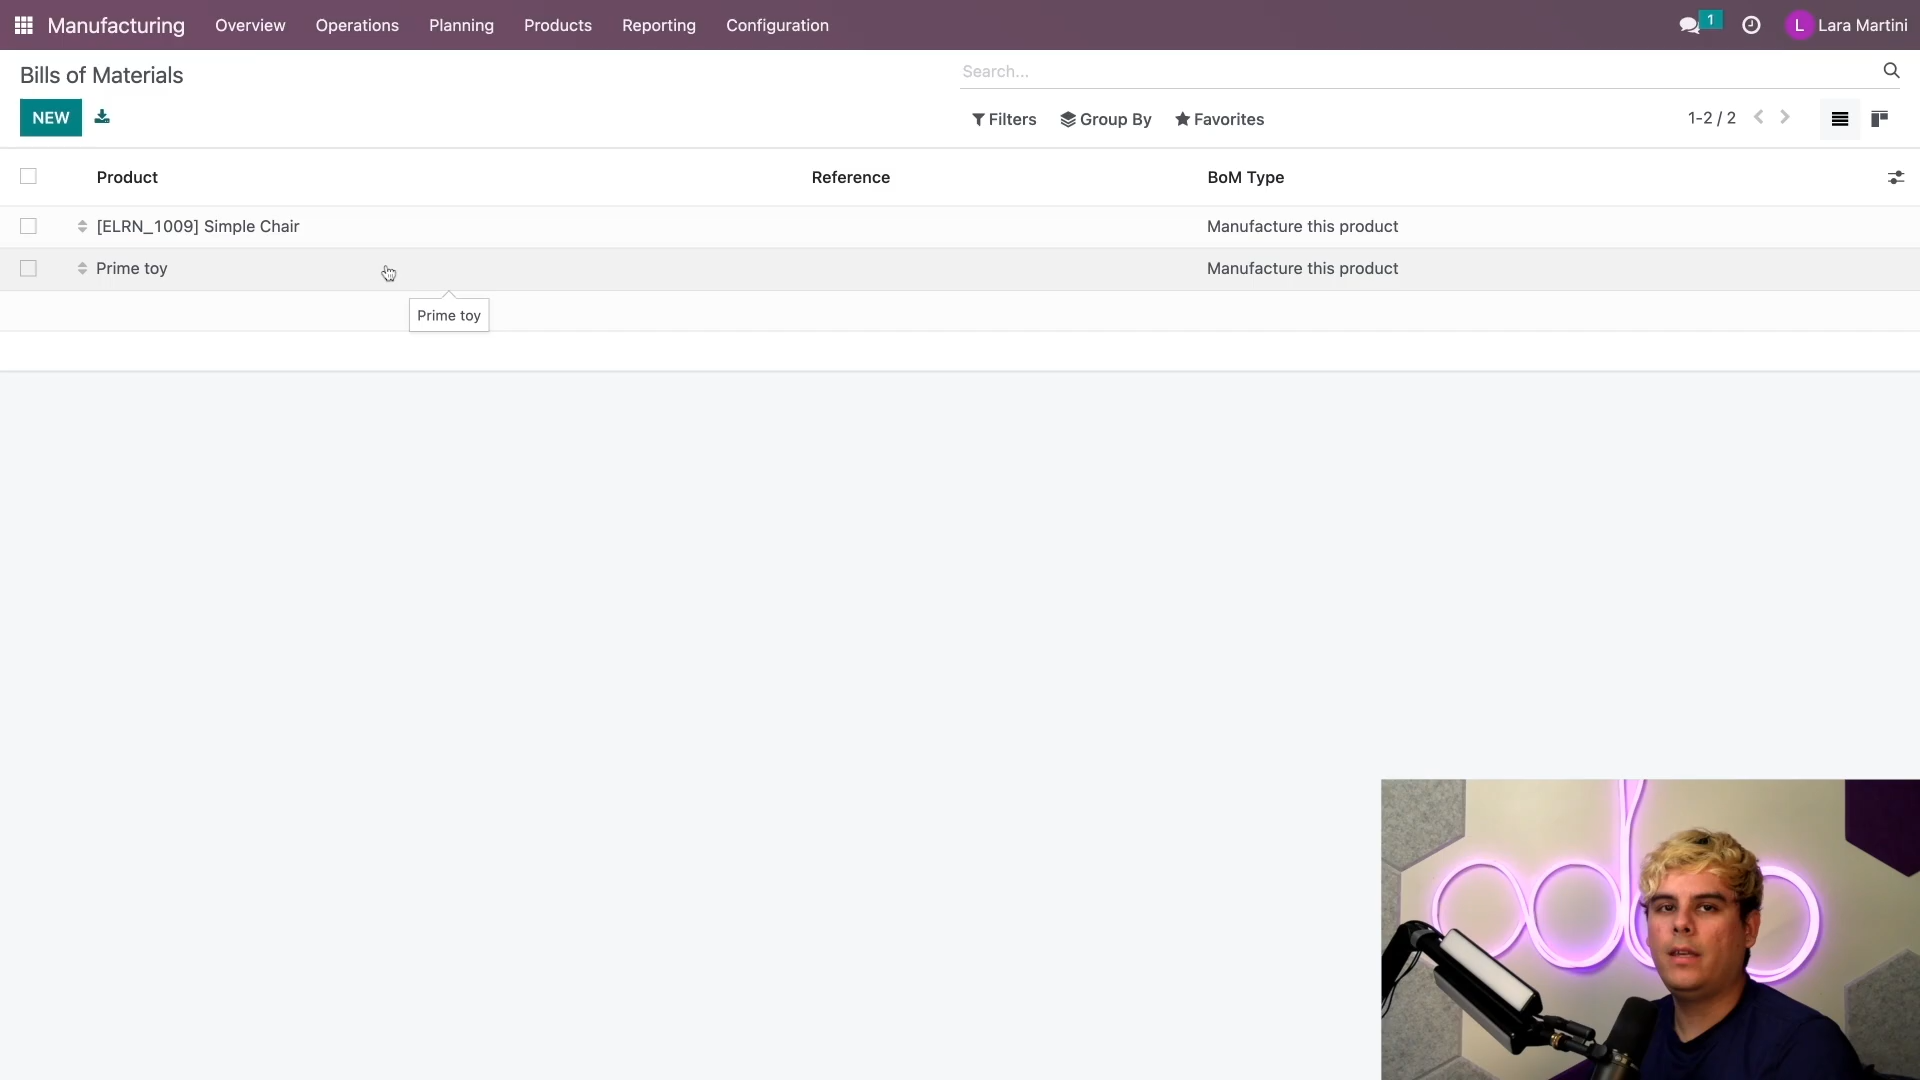 Manufacturing Overview Operations Planning Products Reporting Configuration 1 L Lara Martini
Bills of Materials Search...
NEW Filters Group By Favorites 1-2 / 2
Product Reference BoM Type
[ELRN_1009] Simple Chair Manufacture this product
Prime toy Manufacture this product
Prime toy
odoo